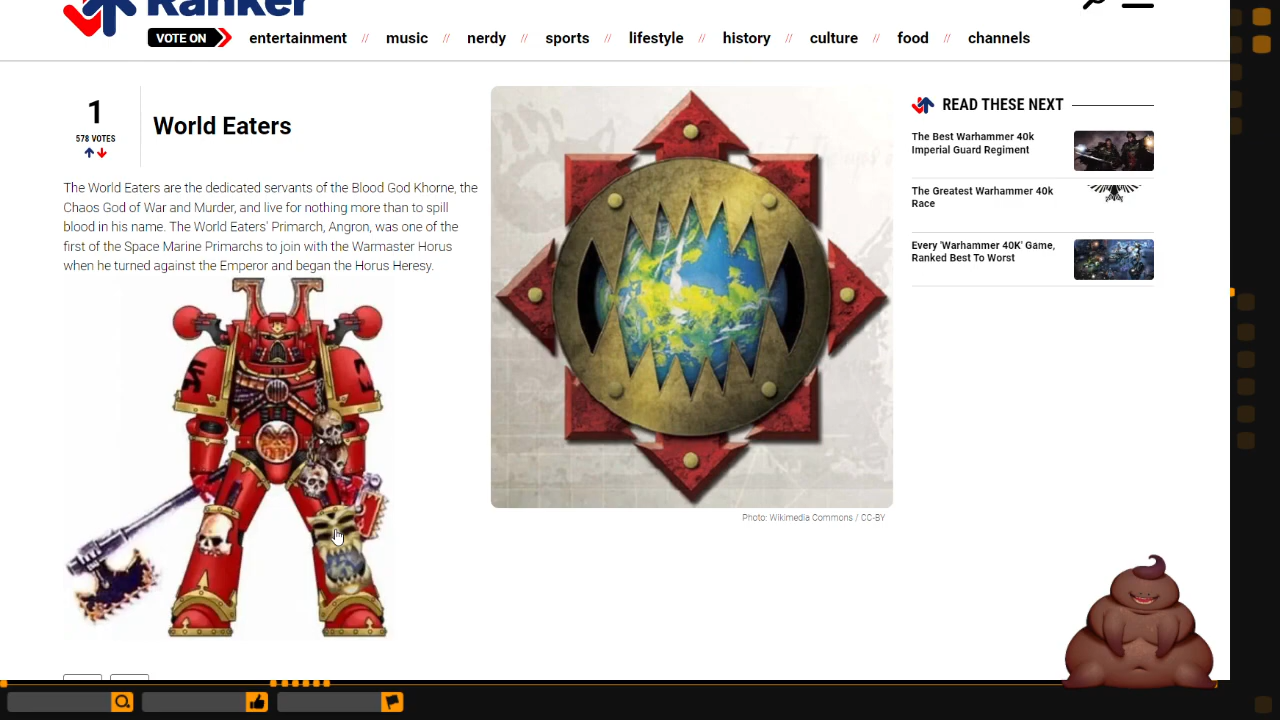 Ranker
VOTE ON
entertainment // music // nerdy // sports // lifestyle // history // culture // food // channels
1
578 VOTES
World Eaters
The World Eaters are the dedicated servants of the Blood God Khorne, the
Chaos God of War and Murder, and live for nothing more than to spill
blood in his name. The World Eaters' Primarch, Angron, was one of the
first of the Space Marine Primarchs to join with the Warmaster Horus
when he turned against the Emperor and began the Horus Heresy.
Photo: Wikimedia Commons / CC-BY
READ THESE NEXT
The Best Warhammer 40k
Imperial Guard Regiment
The Greatest Warhammer 40k
Race
Every 'Warhammer 40K' Game,
Ranked Best To Worst